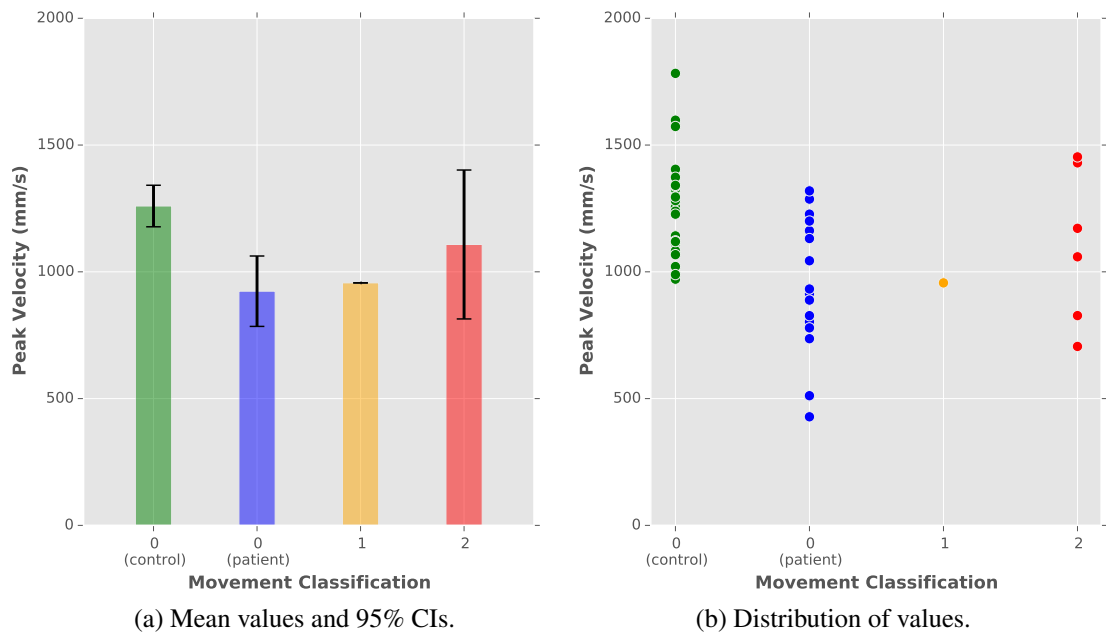 2000
1500
1000
500
0
Peak Velocity (mm/s)
0
(control)
0
(patient)
1
2
Movement Classification
(a) Mean values and 95% CIs.
2000
1500
1000
500
0
Peak Velocity (mm/s)
0
(control)
0
(patient)
1
2
Movement Classification
(b) Distribution of values.